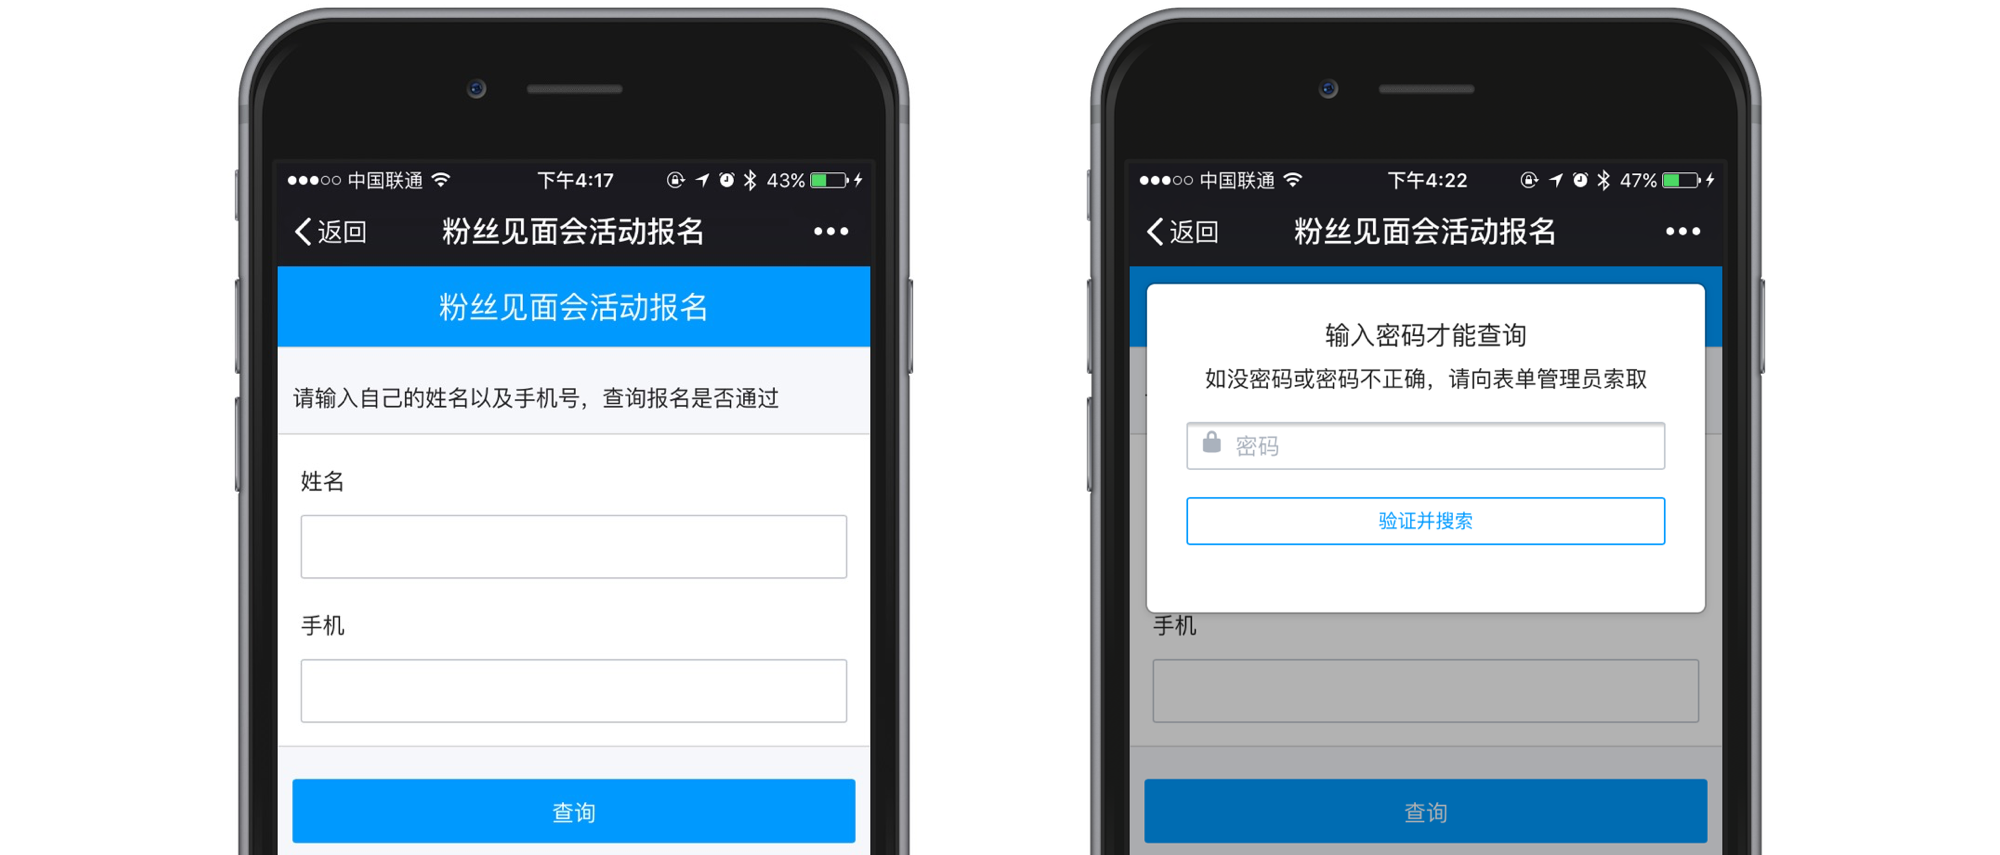 中国联通 下午4:17 43%
返回 粉丝见面会活动报名
粉丝见面会活动报名
请输入自己的姓名以及手机号，查询报名是否通过
姓名
手机
查询
中国联通 下午4:22 47%
返回 粉丝见面会活动报名
输入密码才能查询
如没密码或密码不正确，请向表单管理员索取
密码
验证并搜索
手机
查询